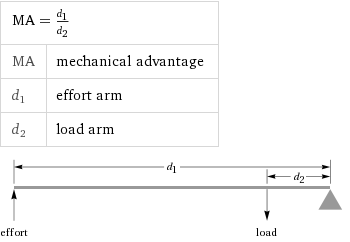 MA = d₁/d₂
MA mechanical advantage
d₁ effort arm
d₂ load arm
d₁
d₂
effort load